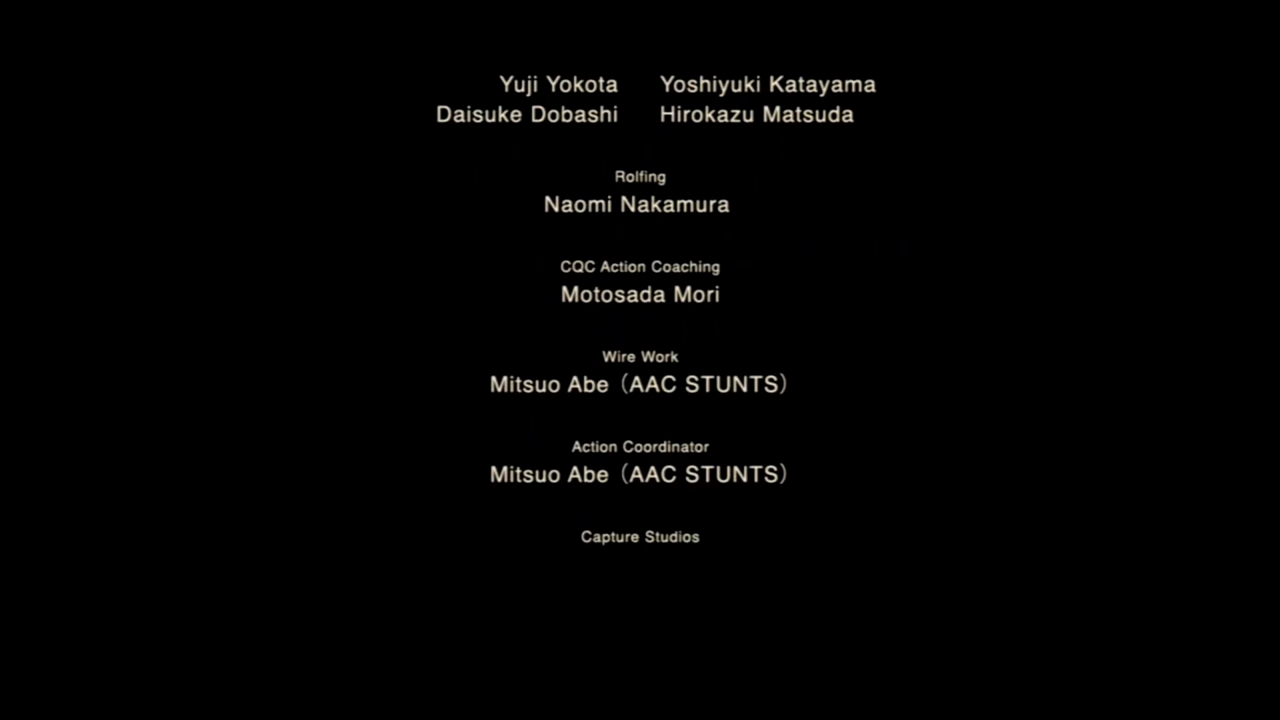 Yuji Yokota Yoshiyuki Katayama
Daisuke Dobashi Hirokazu Matsuda
Rolfing
Naomi Nakamura
CQC Action Coaching
Motosada Mori
Wire Work
Mitsuo Abe（AAC STUNTS）
Action Coordinator
Mitsuo Abe（AAC STUNTS）
Capture Studios